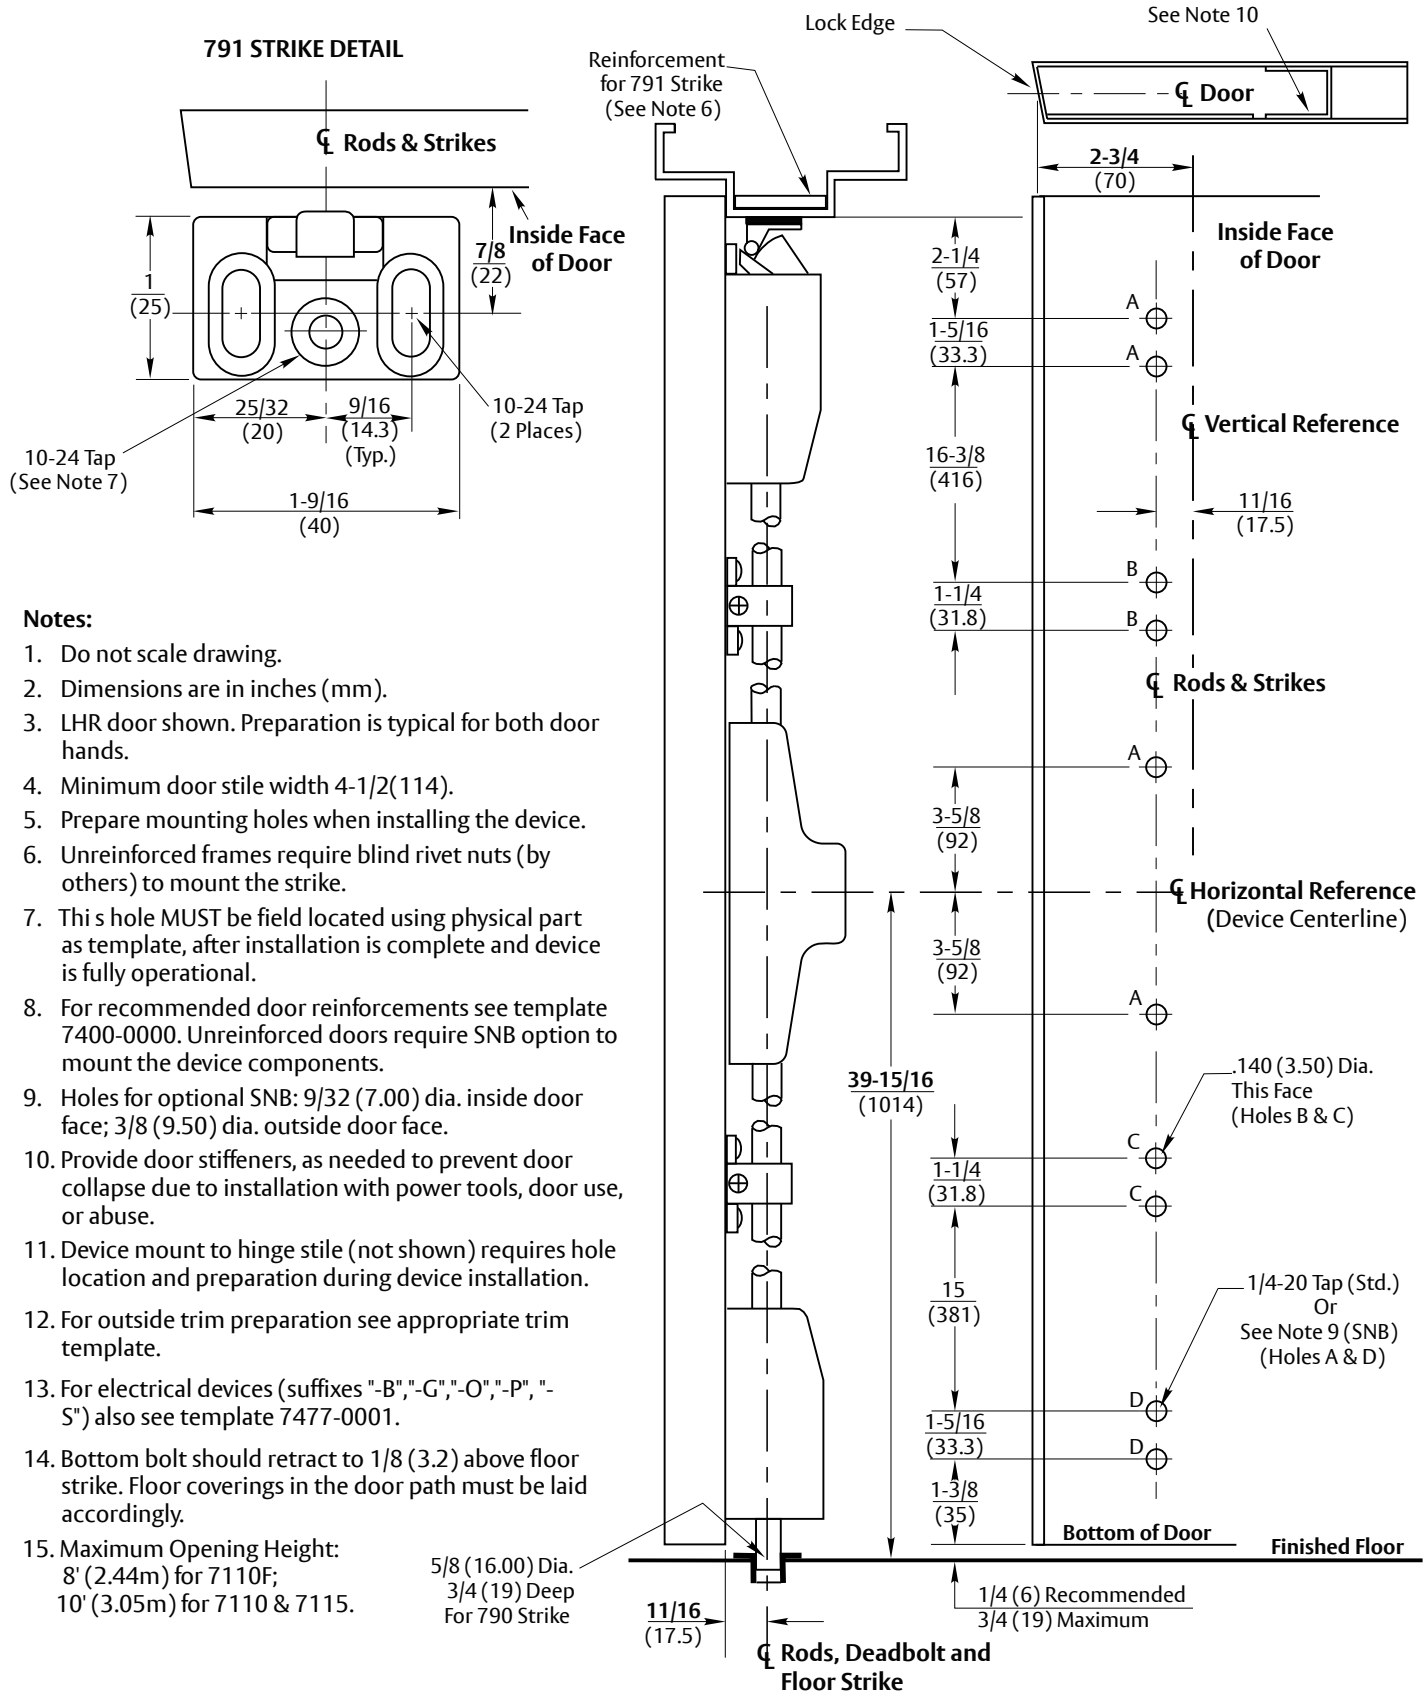 791 STRIKE DETAIL
℄ Rods & Strikes
7/8
(22)
Inside Face
of Door
1
(25)
25/32
(20)
9/16
(14.3)
(Typ.)
10-24 Tap
(2 Places)
10-24 Tap
(See Note 7)
1-9/16
(40)
Reinforcement
for 791 Strike
(See Note 6)
Lock Edge
See Note 10
℄ Door
2-3/4
(70)
Inside Face
of Door
2-1/4
(57)
A
1-5/16
(33.3)
A
℄ Vertical Reference
16-3/8
(416)
11/16
(17.5)
B
1-1/4
(31.8)
B
℄ Rods & Strikes
A
3-5/8
(92)
℄ Horizontal Reference
(Device Centerline)
3-5/8
(92)
A
39-15/16
(1014)
.140 (3.50) Dia.
This Face
(Holes B & C)
C
1-1/4
(31.8)
C
15
(381)
1/4-20 Tap (Std.)
Or
See Note 9 (SNB)
(Holes A & D)
D
1-5/16
(33.3)
D
1-3/8
(35)
Bottom of Door
Finished Floor
1/4 (6) Recommended
3/4 (19) Maximum
5/8 (16.00) Dia.
3/4 (19) Deep
For 790 Strike
11/16
(17.5)
℄ Rods, Deadbolt and
Floor Strike
Notes:
1. Do not scale drawing.
2. Dimensions are in inches (mm).
3. LHR door shown. Preparation is typical for both door
hands.
4. Minimum door stile width 4-1/2(114).
5. Prepare mounting holes when installing the device.
6. Unreinforced frames require blind rivet nuts (by
others) to mount the strike.
7. Thi s hole MUST be field located using physical part
as template, after installation is complete and device
is fully operational.
8. For recommended door reinforcements see template
7400-0000. Unreinforced doors require SNB option to
mount the device components.
9. Holes for optional SNB: 9/32 (7.00) dia. inside door
face; 3/8 (9.50) dia. outside door face.
10. Provide door stiffeners, as needed to prevent door
collapse due to installation with power tools, door use,
or abuse.
11. Device mount to hinge stile (not shown) requires hole
location and preparation during device installation.
12. For outside trim preparation see appropriate trim
template.
13. For electrical devices (suffixes "-B","-G","-O","-P", "-
S") also see template 7477-0001.
14. Bottom bolt should retract to 1/8 (3.2) above floor
strike. Floor coverings in the door path must be laid
accordingly.
15. Maximum Opening Height:
8' (2.44m) for 7110F;
10' (3.05m) for 7110 & 7115.